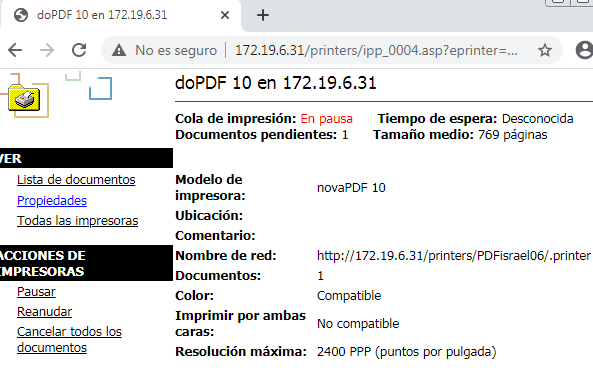 doPDF 10 en 172.19.6.31
No es seguro 172.19.6.31/printers/ipp_0004.asp?eprinter=...
doPDF 10 en 172.19.6.31
Cola de impresión: En pausa Tiempo de espera: Desconocida
Documentos pendientes: 1 Tamaño medio: 769 páginas
VER
Lista de documentos
Propiedades
Todas las impresoras
ACCIONES DE
IMPRESORAS
Pausar
Reanudar
Cancelar todos los
documentos
Modelo de
impresora: novaPDF 10
Ubicación:
Comentario:
Nombre de red: http://172.19.6.31/printers/PDFisrael06/.printer
Documentos: 1
Color: Compatible
Imprimir por ambas
caras: No compatible
Resolución máxima: 2400 PPP (puntos por pulgada)